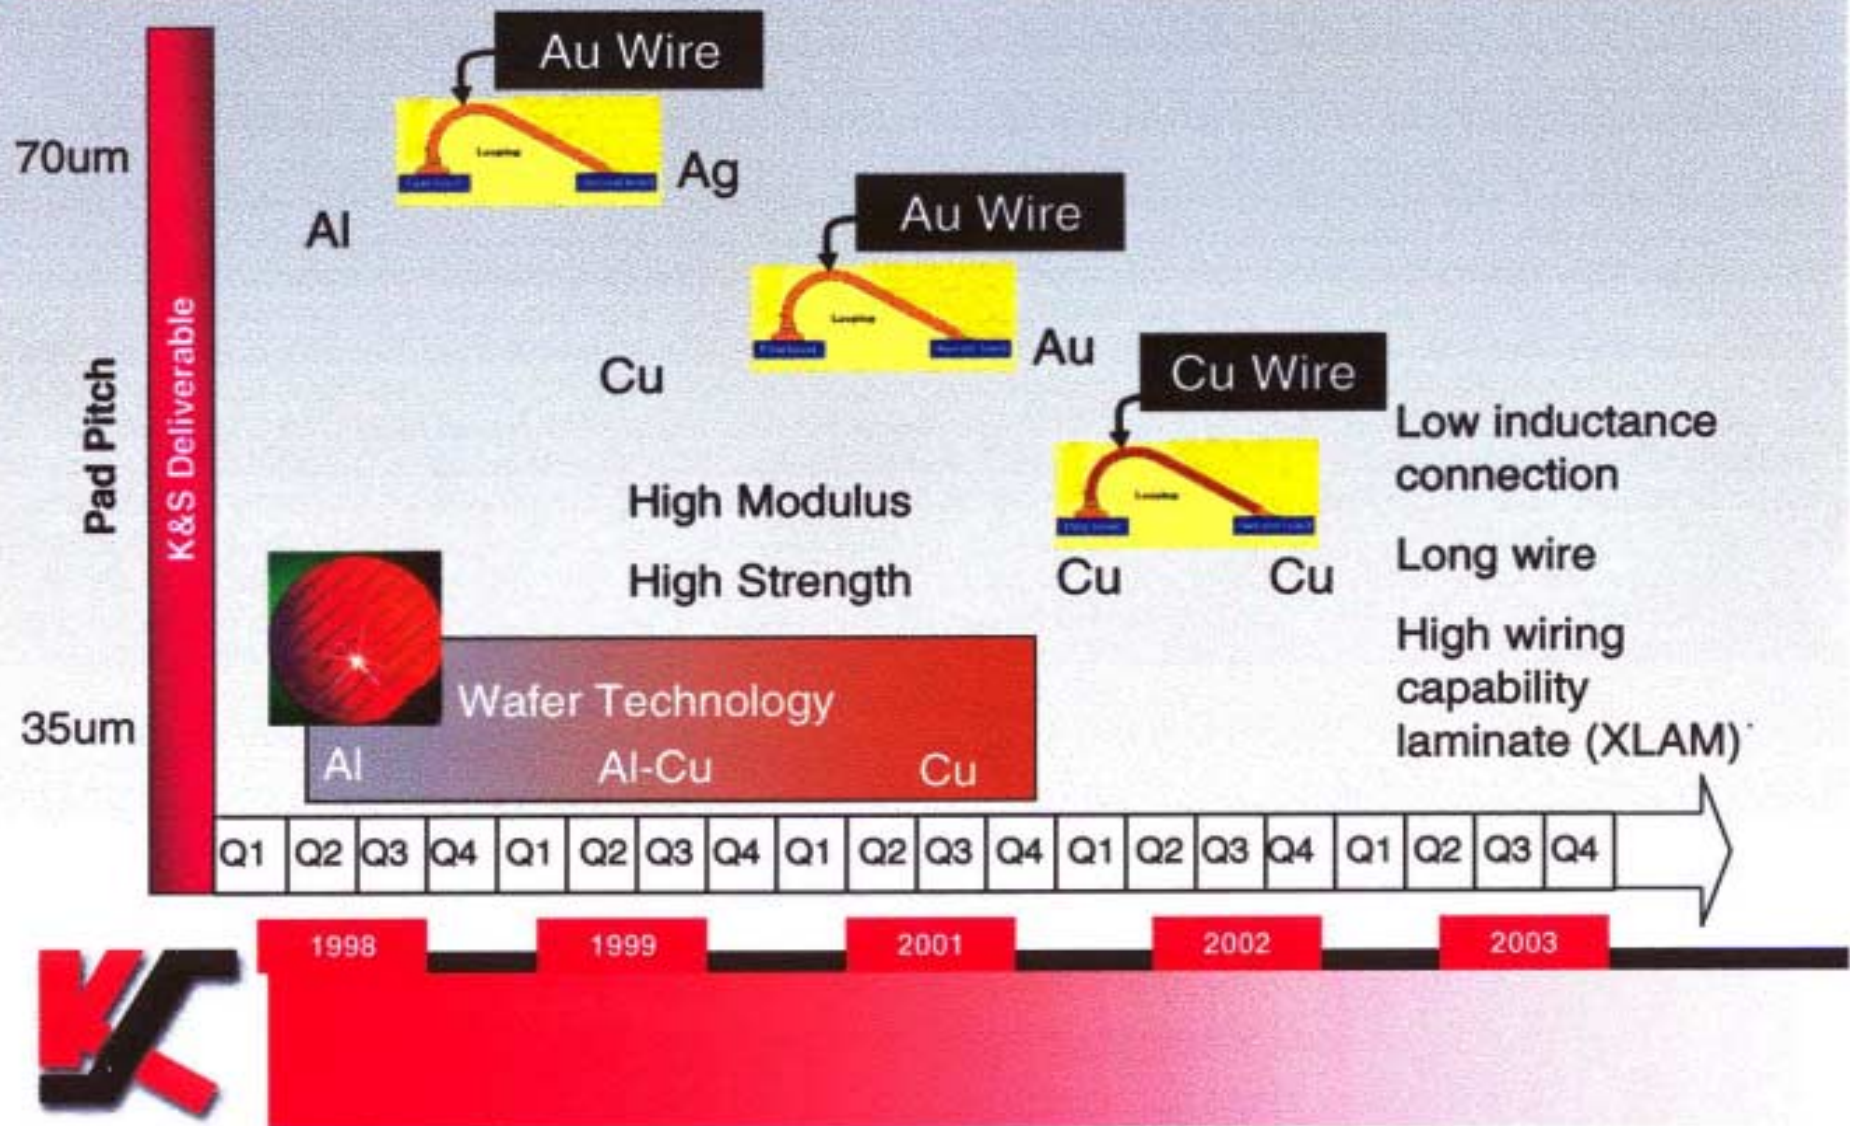 Au Wire
70um
Looping
Ag
Al
Au Wire
Looping
Au
Cu
Cu Wire
Looping
Cu
Cu
Low inductance
connection
Long wire
High wiring
capability
laminate (XLAM)
High Modulus
High Strength
Pad Pitch
K&S Deliverable
35um
Wafer Technology
Al
Al-Cu
Cu
Q1 Q2 Q3 Q4 Q1 Q2 Q3 Q4 Q1 Q2 Q3 Q4 Q1 Q2 Q3 Q4 Q1 Q2 Q3 Q4
1998 1999 2001 2002 2003